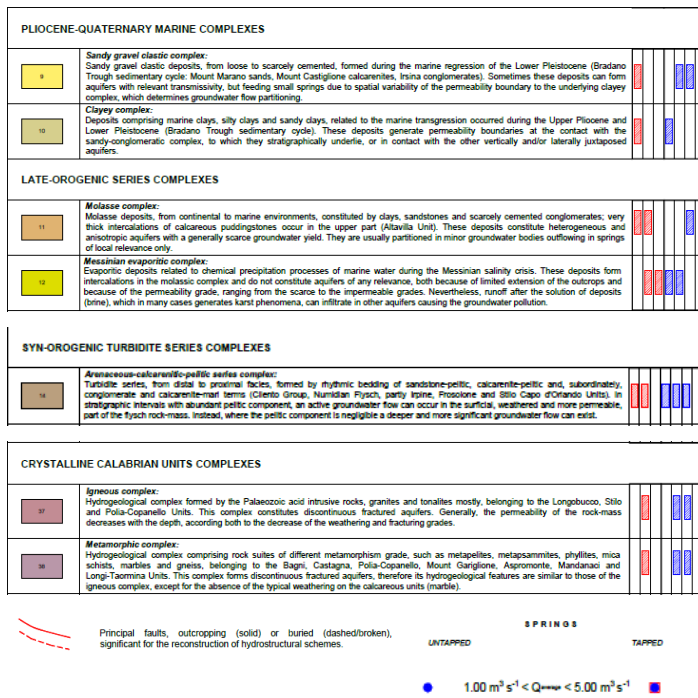 PLIOCENE-QUATERNARY MARINE COMPLEXES
Sandy gravel clastic complex:
Sandy gravel clastic deposits, from loose to scarcely cemented, formed during the marine regression of the Lower Pleistocene (Bradano
9
Trough sedimentary cycle: Mount Marano sands, Mount Castiglione calcarenites, Irsina conglomerates). Sometimes these deposits can form
aquifers with relevant transmissivity, but feeding small springs due to spatial variability of the permeability boundary to the underlying clayey
complex, which determines groundwater flow partitioning.
Clayey complex:
Deposits comprising marine clays, silty clays and sandy clays, related to the marine transgression occurred during the Upper Pliocene and
10
Lower Pleistocene (Bradano Trough sedimentary cycle). These deposits generate permeability boundaries at the contact with the
sandy-conglomeratic complex, to which they stratigraphically underlie, or in contact with the other vertically and/or laterally juxtaposed
aquifers.
LATE-OROGENIC SERIES COMPLEXES
Molasse complex:
Molasse deposits, from continental to marine environments, constituted by clays, sandstones and scarcely cemented conglomerates; very
11
thick intercalations of calcareous puddingstones occur in the upper part (Altavilla Unit). These deposits constitute heterogeneous and
anisotropic aquifers with a generally scarce groundwater yield. They are usually partitioned in minor groundwater bodies outflowing in springs
of local relevance only.
Messinian evaporitic complex:
Evaporitic deposits related to chemical precipitation processes of marine water during the Messinian salinity crisis. These deposits form
12
intercalations in the molassic complex and do not constitute aquifers of any relevance, both because of limited extension of the outcrops and
because of the permeability grade, ranging from the scarce to the impermeable grades. Nevertheless, runoff after the solution of deposits
(brine), which in many cases generates karst phenomena, can infiltrate in other aquifers causing the groundwater pollution.
SYN-OROGENIC TURBIDITE SERIES COMPLEXES
Arenaceous-calcarenitic-pelitic series complex:
Turbidite series, from distal to proximal facies, formed by rhythmic bedding of sandstone-pelitic, calcarenite-pelitic and, subordinately,
14
conglomerate and calcarenite-marl terms (Cilento Group, Numidian Flysch, partly Irpine, Frosolone and Stilo Capo d'Orlando Units). In
stratigraphic intervals with abundant pelitic component, an active groundwater flow can occur in the surficial, weathered and more permeable,
part of the flysch rock-mass. Instead, where the pelitic component is negligible a deeper and more significant groundwater flow can exist.
CRYSTALLINE CALABRIAN UNITS COMPLEXES
Igneous complex:
Hydrogeological complex formed by the Palaeozoic acid intrusive rocks, granites and tonalites mostly, belonging to the Longobucco, Stilo
37
and Polia-Copanello Units. This complex constitutes discontinuous fractured aquifers. Generally, the permeability of the rock-mass
decreases with the depth, according both to the decrease of the weathering and fracturing grades.
Metamorphic complex:
Hydrogeological complex comprising rock suites of different metamorphism grade, such as metapelites, metapsammites, phyllites, mica
38
schists, marbles and gneiss, belonging to the Bagni, Castagna, Polia-Copanello, Mount Gariglione, Aspromonte, Mandanaci and
Longi-Taormina Units. This complex forms discontinuous fractured aquifers, therefore its hydrogeological features are similar to those of the
igneous complex, except for the absence of the typical weathering on the calcareous units (marble).
SPRINGS
Principal faults, outcropping (solid) or buried (dashed/broken),
significant for the reconstruction of hydrostructural schemes.
UNTAPPED TAPPED
1.00 m³ s⁻¹ < Qaverage < 5.00 m³ s⁻¹